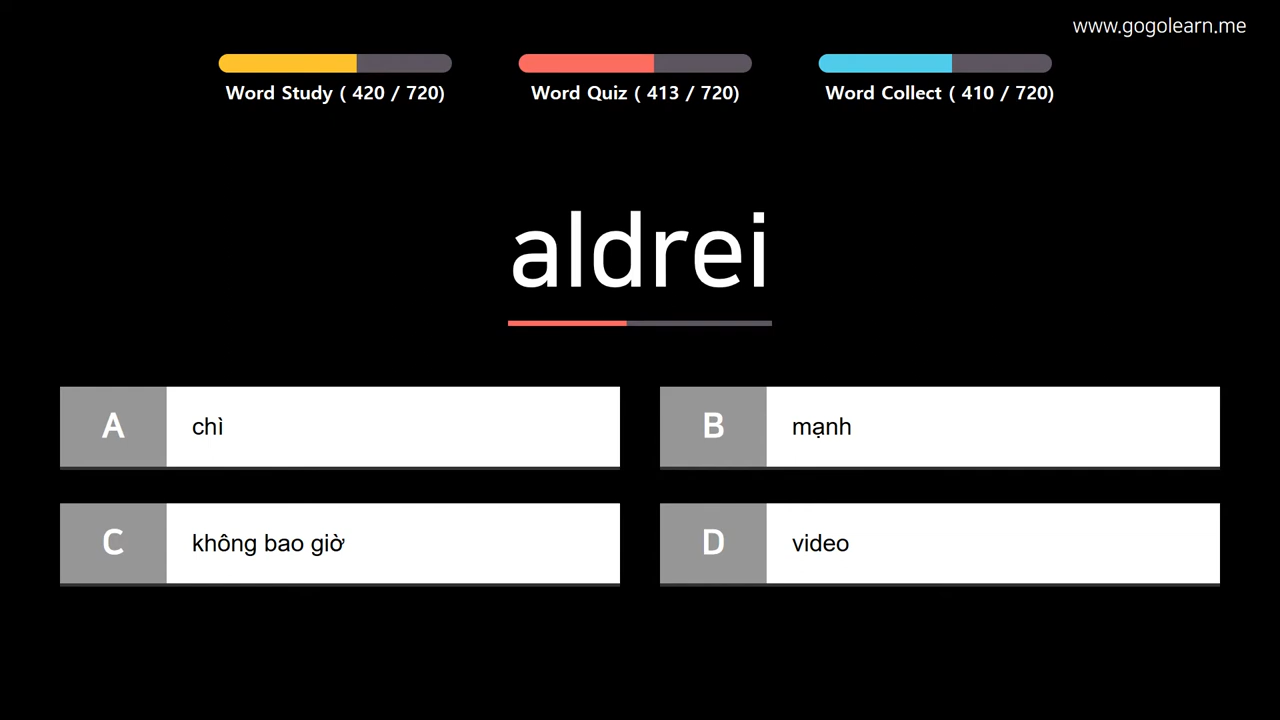 www.gogolearn.me
Word Study ( 420 / 720)
Word Quiz ( 413 / 720)
Word Collect ( 410 / 720)
aldrei
A chì
B mạnh
C không bao giờ
D video